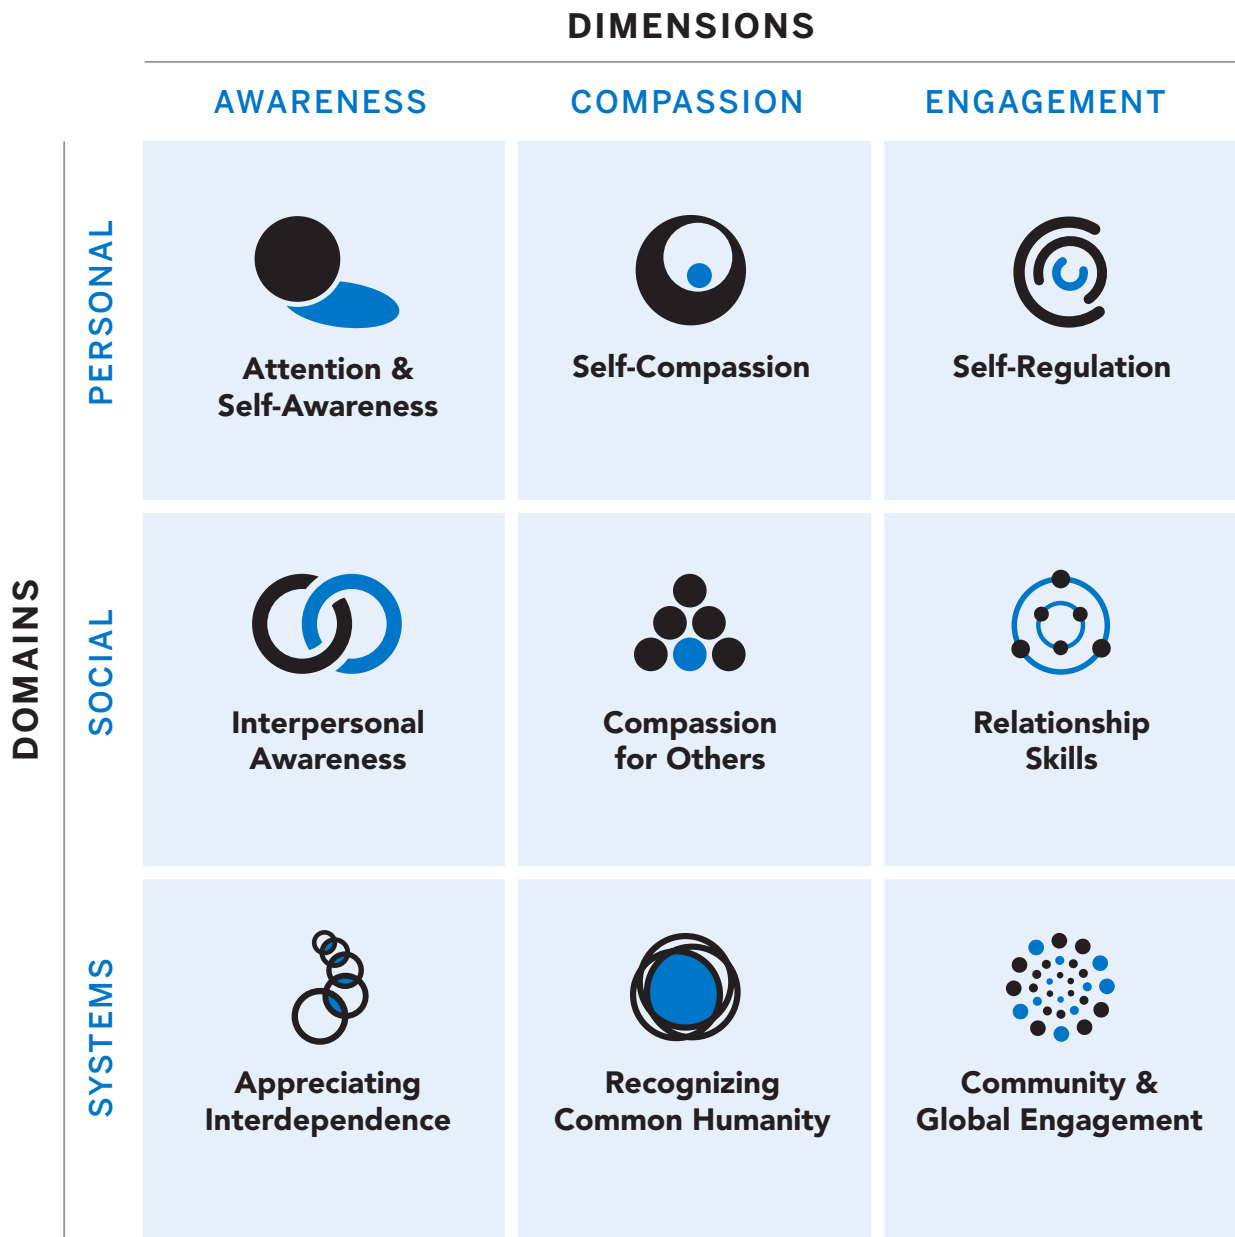 DIMENSIONS
AWARENESS
COMPASSION
ENGAGEMENT
DOMAINS
PERSONAL
Attention &
Self-Awareness
Self-Compassion
Self-Regulation
SOCIAL
Interpersonal
Awareness
Compassion
for Others
Relationship
Skills
SYSTEMS
Appreciating
Interdependence
Recognizing
Common Humanity
Community &
Global Engagement